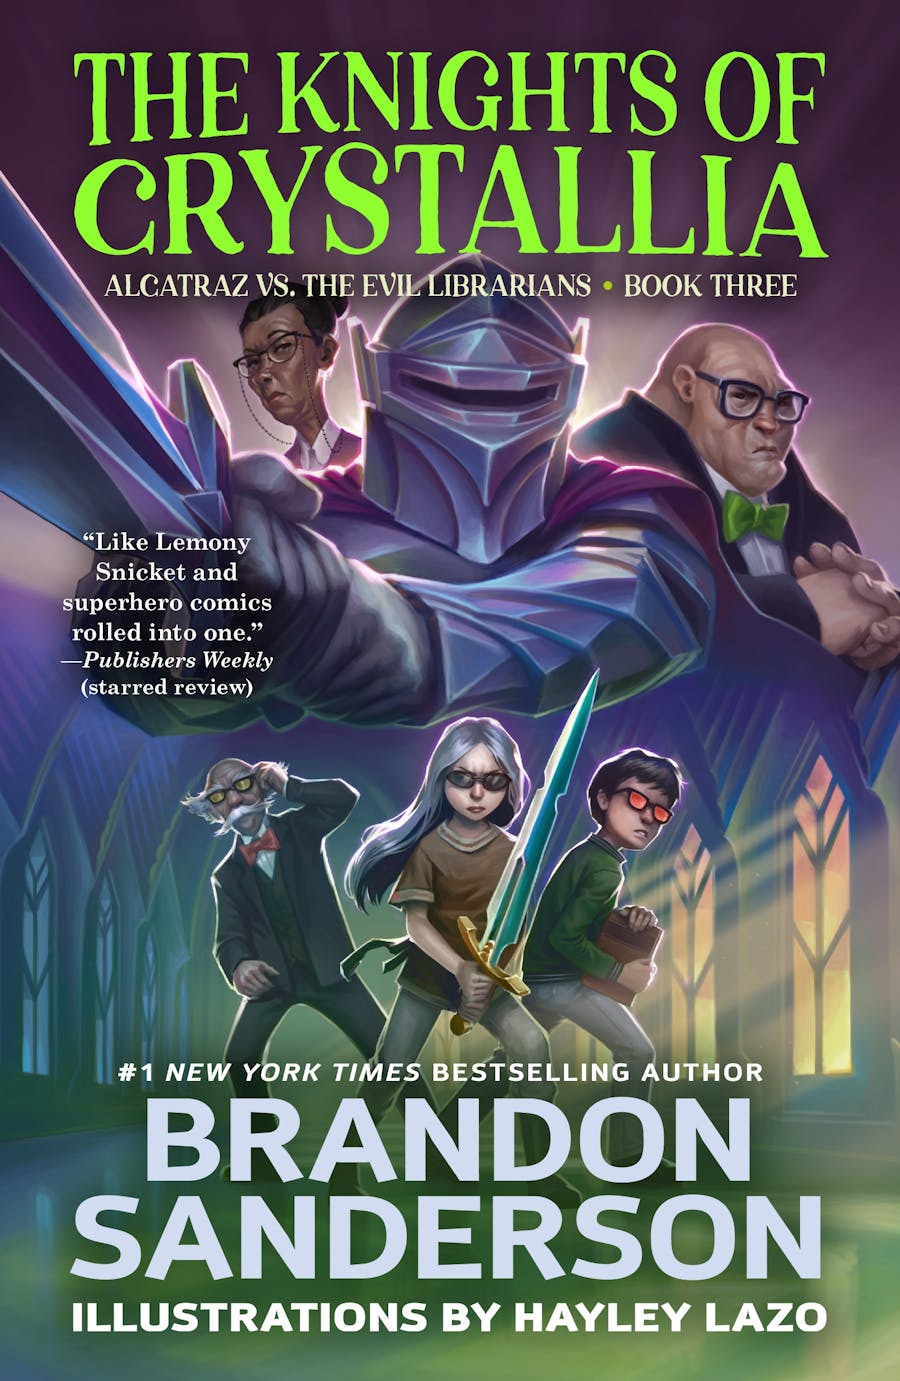 THE KNIGHTS OF
CRYSTALLIA
ALCATRAZ VS. THE EVIL LIBRARIANS • BOOK THREE
“Like Lemony
Snicket and
superhero comics
rolled into one.”
—Publishers Weekly
(starred review)
#1 NEW YORK TIMES BESTSELLING AUTHOR
BRANDON
SANDERSON
ILLUSTRATIONS BY HAYLEY LAZO